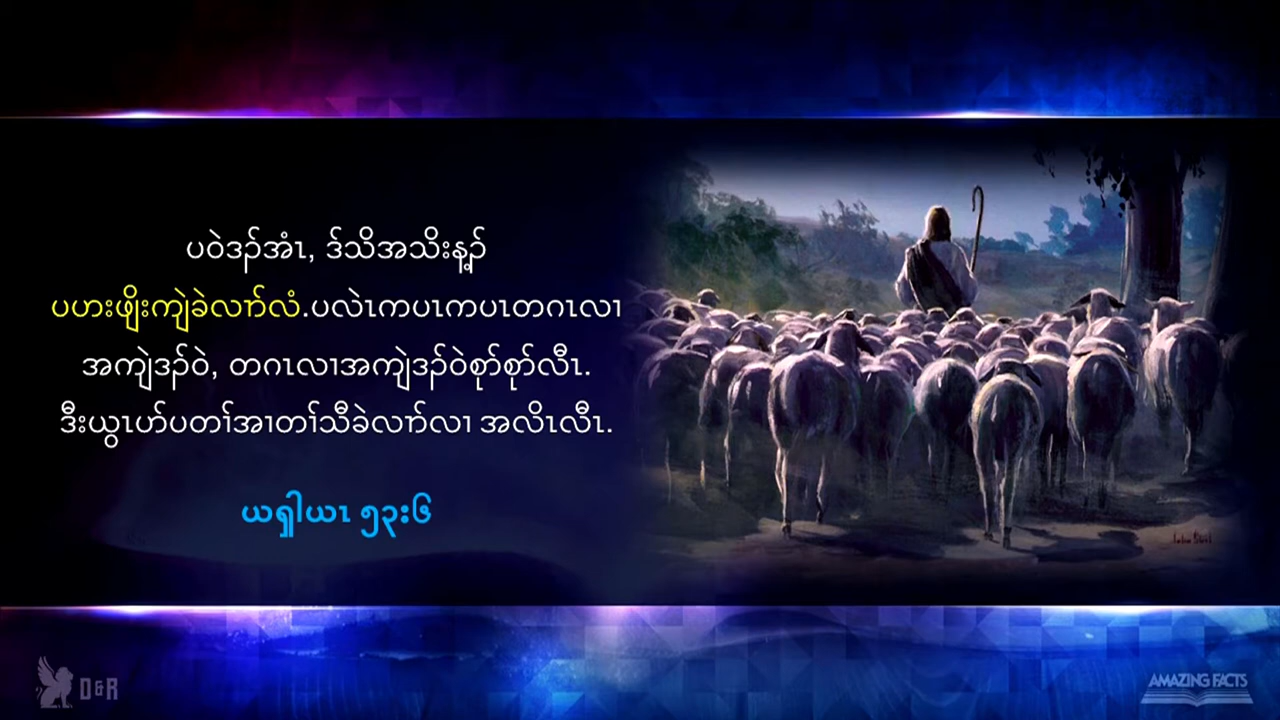 ပဝဲဒၣ်အံၤ, ဒ်သိအသိးန့ၣ်
ပဟးဖျိးကျဲခဲလၢာ်လံ.ပလဲၤကပၤကပၤတဂၤလၢ
အကျဲဒၣ်ဝဲ, တဂၤလၢအကျဲဒၣ်ဝဲစုာ်စုာ်လီၤ.
ဒီးယွၤဟ်ပတၢ်အၢတၢ်သီခဲလၢာ်လၢ အလိၤလီၤ.
ယရှါယၤ ၅၃း၆
D&R
AMAZING FACTS